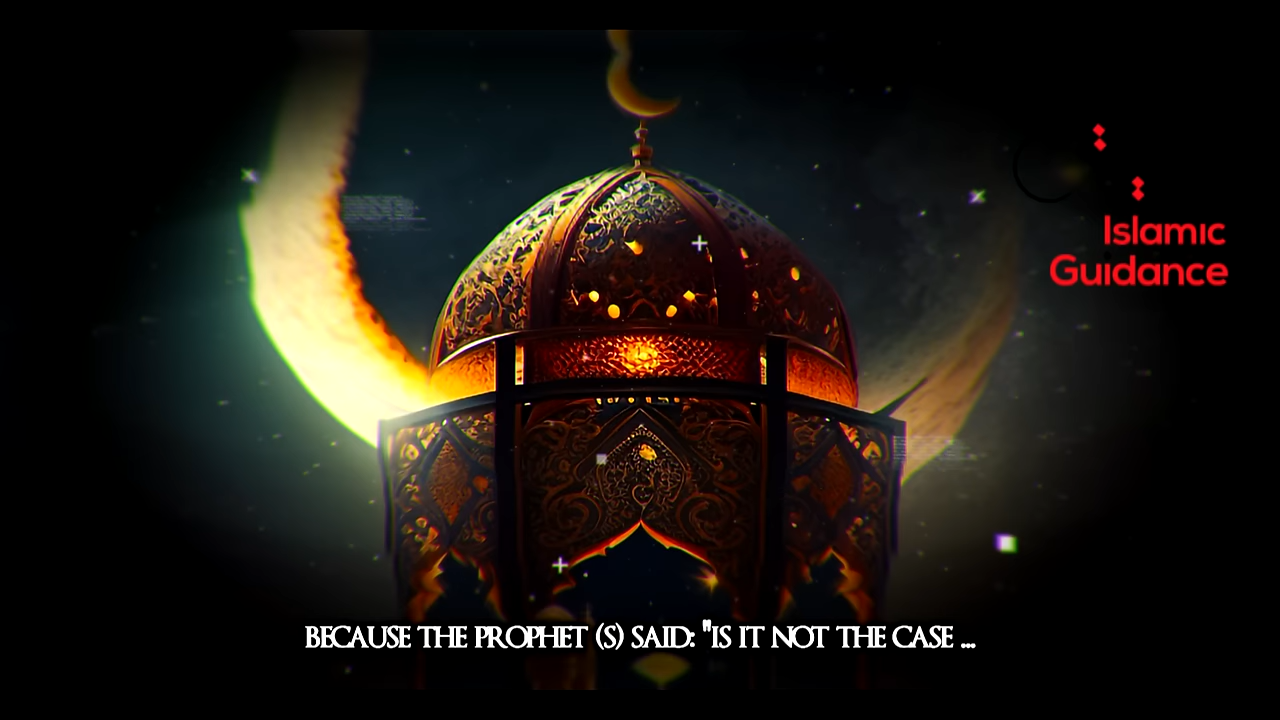 Islamic
Guidance
BECAUSE THE PROPHET (S) SAID: "IS IT NOT THE CASE ...